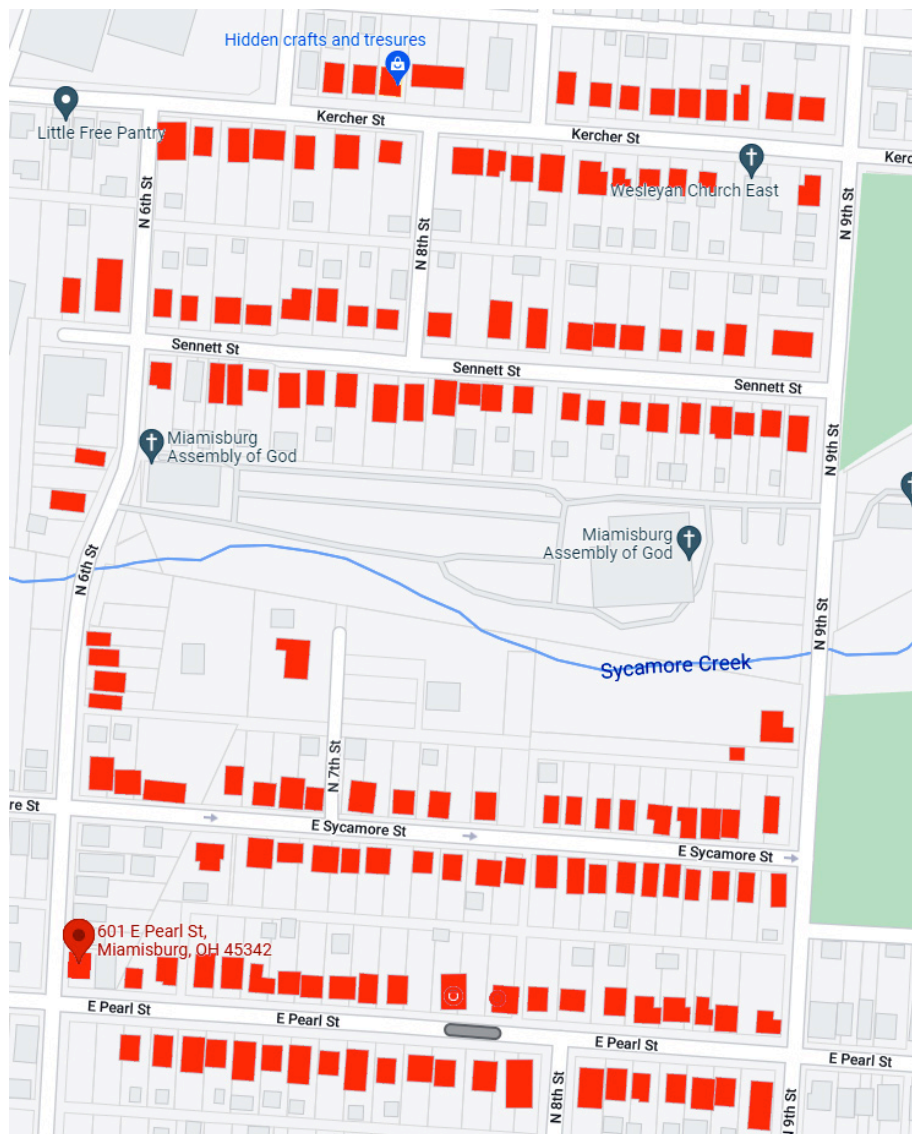 Hidden crafts and tresures
Little Free Pantry
Kercher St
Kercher St
Kerc
Wesleyan Church East
N 6th St
N 8th St
N 9th St
Sennett St
Sennett St
Sennett St
Miamisburg
Assembly of God
N 9th St
Miamisburg
Assembly of God
N 6th St
N 9th St
Sycamore Creek
N 7th St
re St
E Sycamore St
E Sycamore St
601 E Pearl St,
Miamisburg, OH 45342
E Pearl St
E Pearl St
E Pearl St
E Pearl St
N 8th St
N 9th St